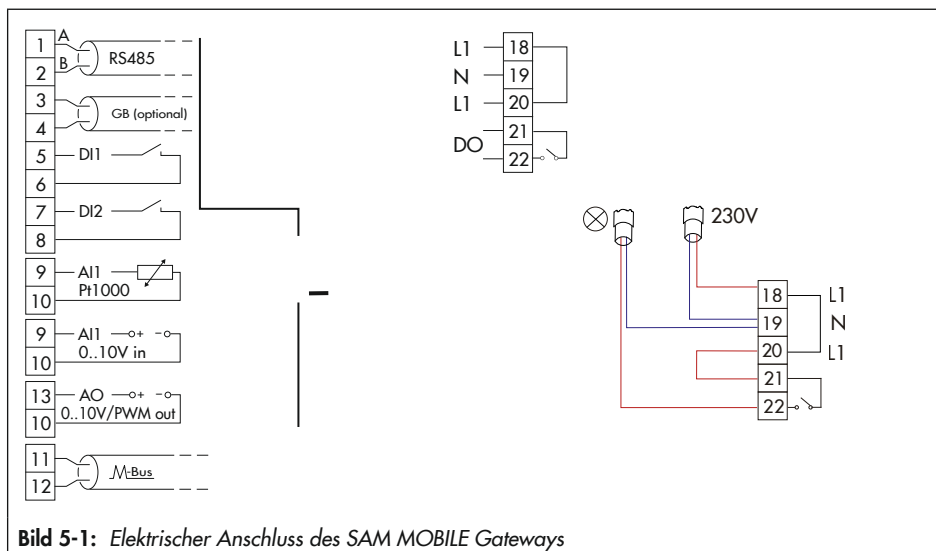 1 A
2 B
RS485
3
4
GB (optional)
5 DI1
6
7 DI2
8
9 AI1
10 Pt1000
9 AI1 + -
10 0..10V in
13 AO + -
10 0..10V/PWM out
11
12
M-Bus
L1 18
N 19
L1 20
DO
21
22
230V
18 L1
19 N
20 L1
21
22
Bild 5-1: Elektrischer Anschluss des SAM MOBILE Gateways